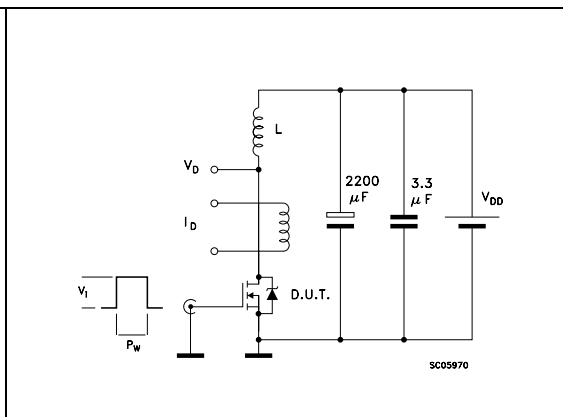 L
V_D
2200
μF
3.3
μF
V_DD
I_D
V_i
D.U.T.
P_W
SC05970